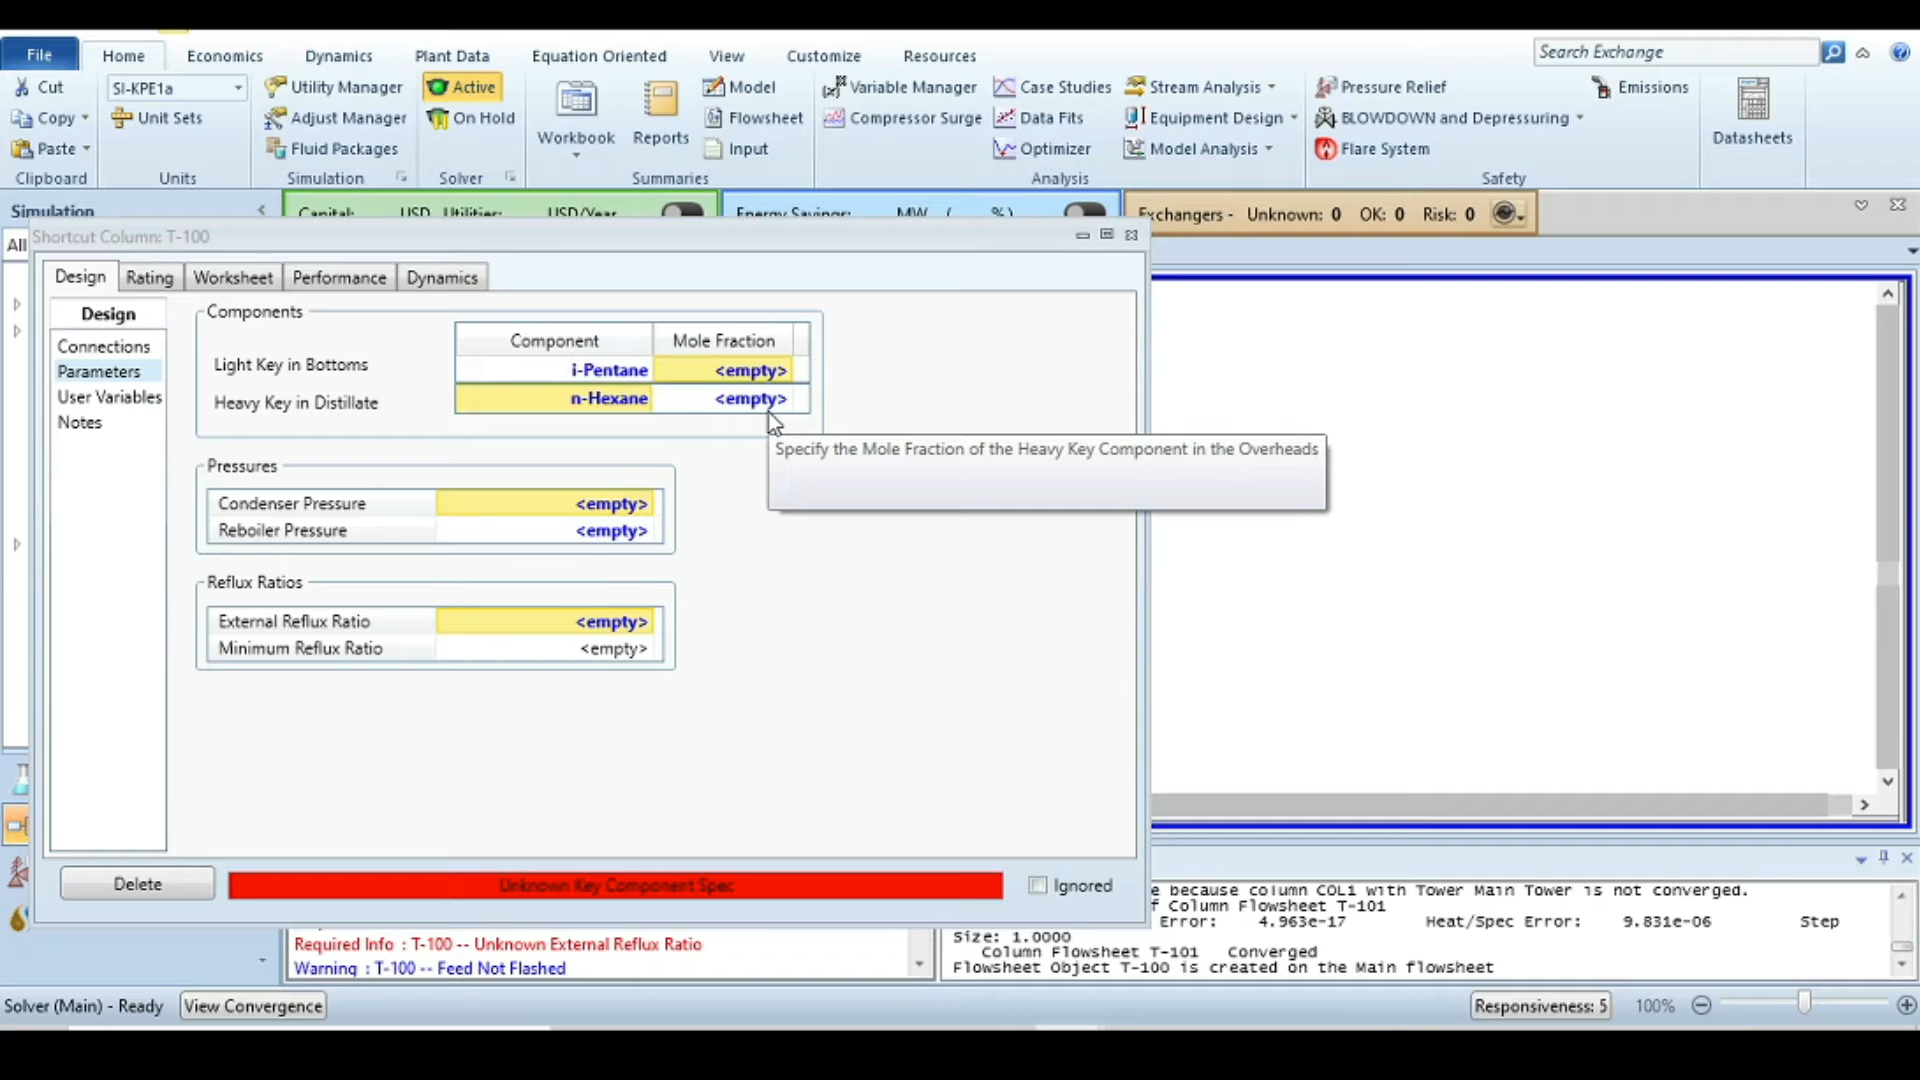 File Home Economics Dynamics Plant Data Equation Oriented View Customize Resources Search Exchange
Cut SI-KPE1a Utility Manager Active Model Variable Manager Case Studies Stream Analysis Pressure Relief Emissions
Copy Unit Sets Adjust Manager On Hold Workbook Reports Flowsheet Compressor Surge Data Fits Equipment Design BLOWDOWN and Depressuring Datasheets
Paste Fluid Packages Input Optimizer Model Analysis Flare System
Clipboard Units Simulation Solver Summaries Analysis Safety
Simulation Capital: USD Utilities: USD/Year Energy Savings: MW ( %) Exchangers - Unknown: 0 OK: 0 Risk: 0
All
Shortcut Column: T-100
Design Rating Worksheet Performance Dynamics
Design
Connections
Parameters
User Variables
Notes
Components
Component Mole Fraction
Light Key in Bottoms i-Pentane <empty>
Heavy Key in Distillate n-Hexane <empty>
Specify the Mole Fraction of the Heavy Key Component in the Overheads
Pressures
Condenser Pressure <empty>
Reboiler Pressure <empty>
Reflux Ratios
External Reflux Ratio <empty>
Minimum Reflux Ratio <empty>
Delete Unknown Key Component Spec Ignored
Required Info : T-100 -- Unknown External Reflux Ratio
Warning : T-100 -- Feed Not Flashed
e because column COL1 with Tower Main Tower is not converged.
f Column Flowsheet T-101
Error: 4.963e-17 Heat/Spec Error: 9.831e-06 Step
Size: 1.0000
Column Flowsheet T-101 Converged
Flowsheet Object T-100 is created on the Main flowsheet
Solver (Main) - Ready View Convergence Responsiveness: 5 100%